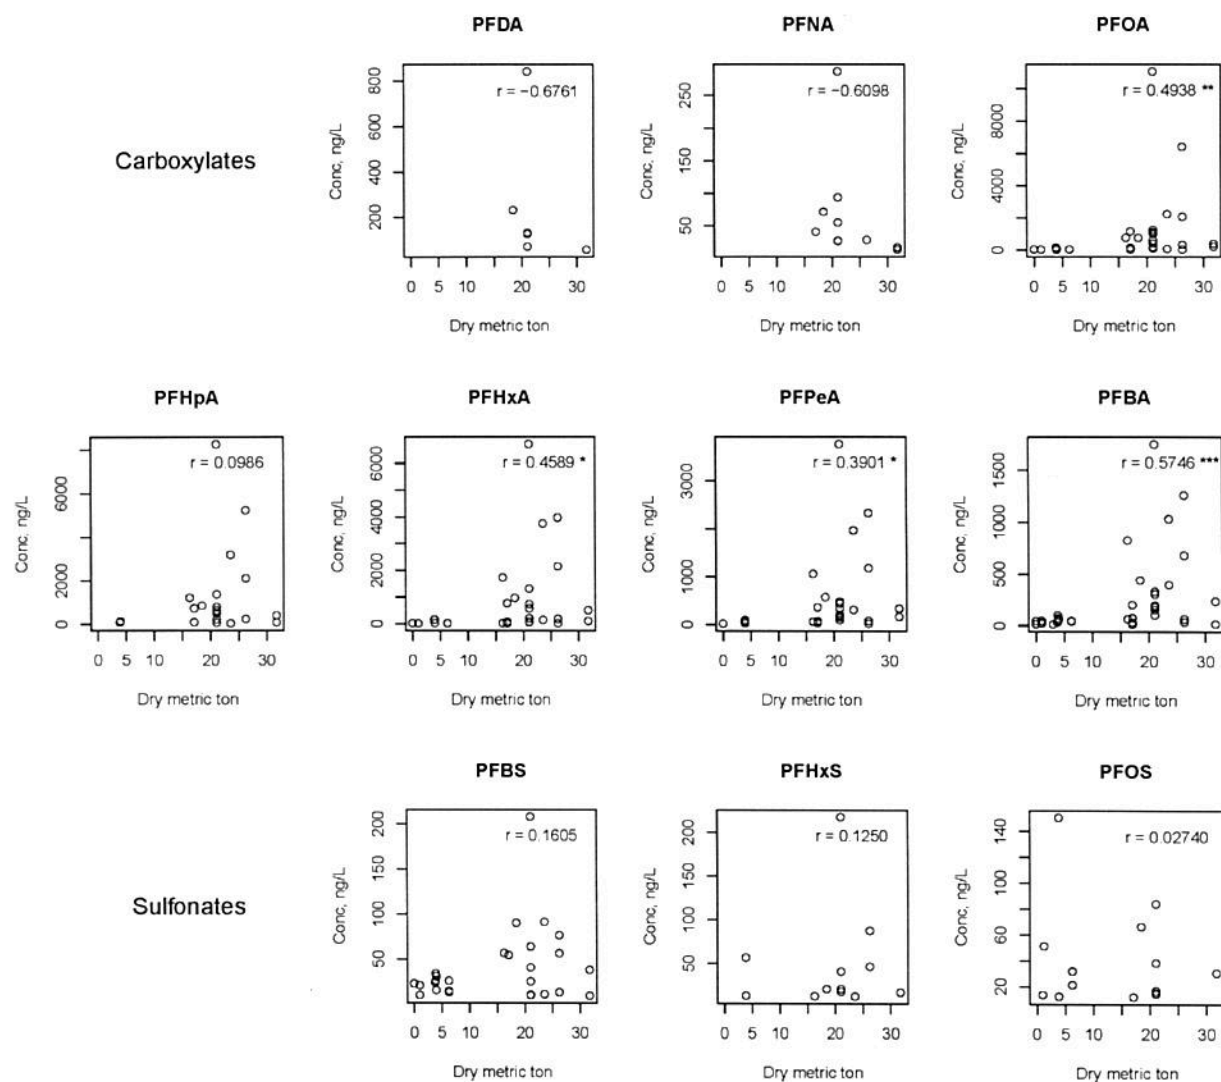 PFDA
PFNA
PFOA
Carboxylates
Conc, ng/L
800
600
400
200
r = −0.6761
0 5 10 20 30
Dry metric ton
Conc, ng/L
250
150
50
r = −0.6098
0 5 10 20 30
Dry metric ton
Conc, ng/L
8000
4000
0
r = 0.4938 **
0 5 10 20 30
Dry metric ton
PFHpA
PFHxA
PFPeA
PFBA
Conc, ng/L
6000
2000
0
r = 0.0986
0 5 10 20 30
Dry metric ton
Conc, ng/L
6000
4000
2000
0
r = 0.4589 *
0 5 10 20 30
Dry metric ton
Conc, ng/L
3000
1000
0
r = 0.3901 *
0 5 10 20 30
Dry metric ton
Conc, ng/L
1500
1000
500
0
r = 0.5746 ***
0 5 10 20 30
Dry metric ton
PFBS
PFHxS
PFOS
Sulfonates
Conc, ng/L
200
150
100
50
r = 0.1605
0 5 10 20 30
Dry metric ton
Conc, ng/L
200
150
100
50
r = 0.1250
0 5 10 20 30
Dry metric ton
Conc, ng/L
140
100
60
20
r = 0.02740
0 5 10 20 30
Dry metric ton